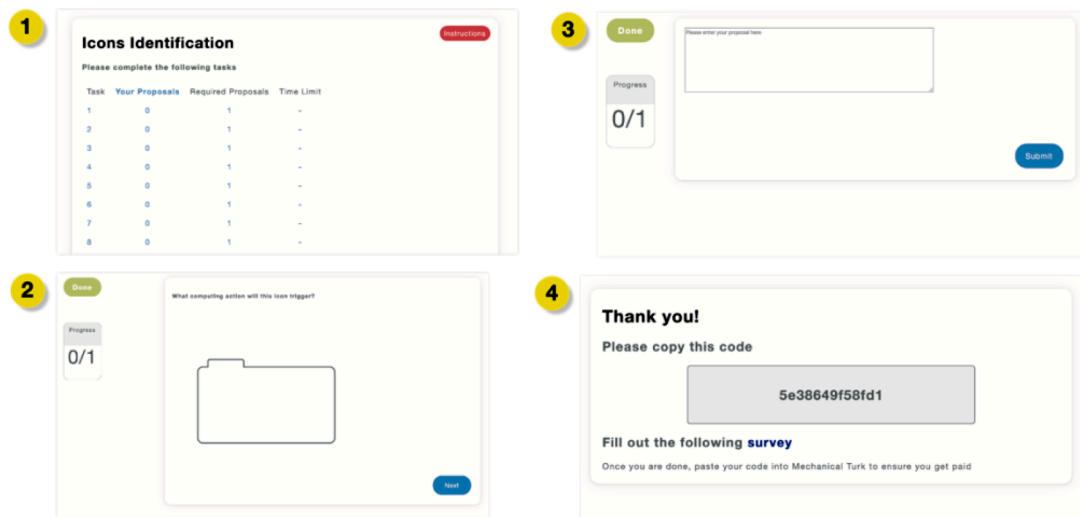 1
Instructions
Icons Identification
Please complete the following tasks
Task Your Proposals Required Proposals Time Limit
1 0 1 -
2 0 1 -
3 0 1 -
4 0 1 -
5 0 1 -
6 0 1 -
7 0 1 -
8 0 1 -
2
Done
Progress
0/1
What computing action will this icon trigger?
Next
3
Done
Progress
0/1
Please enter your proposal here
Submit
4
Thank you!
Please copy this code
5e38649f58fd1
Fill out the following survey
Once you are done, paste your code into Mechanical Turk to ensure you get paid